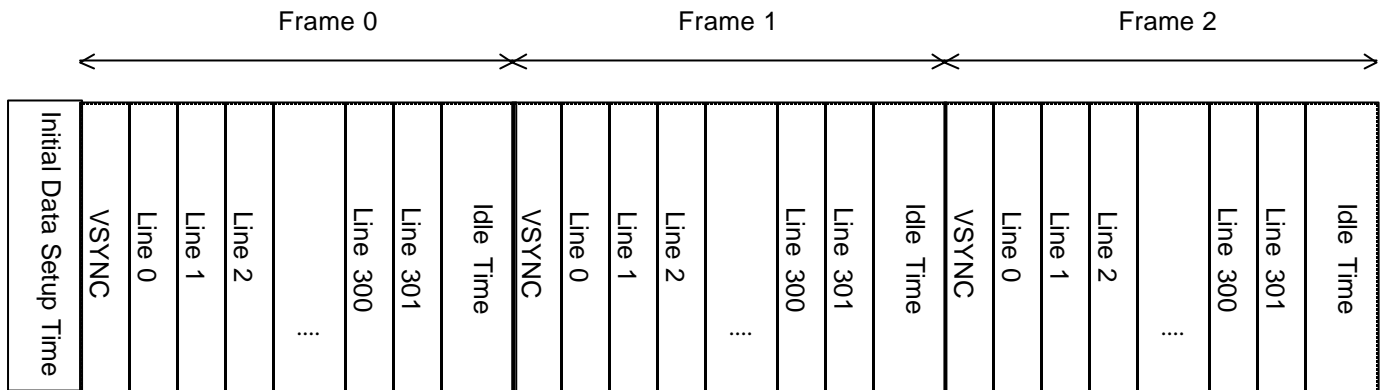 Frame 0
Frame 1
Frame 2
Initial Data Setup Time
VSYNC
Line 0
Line 1
Line 2
....
Line 300
Line 301
Idle Time
VSYNC
Line 0
Line 1
Line 2
....
Line 300
Line 301
Idle Time
VSYNC
Line 0
Line 1
Line 2
....
Line 300
Line 301
Idle Time